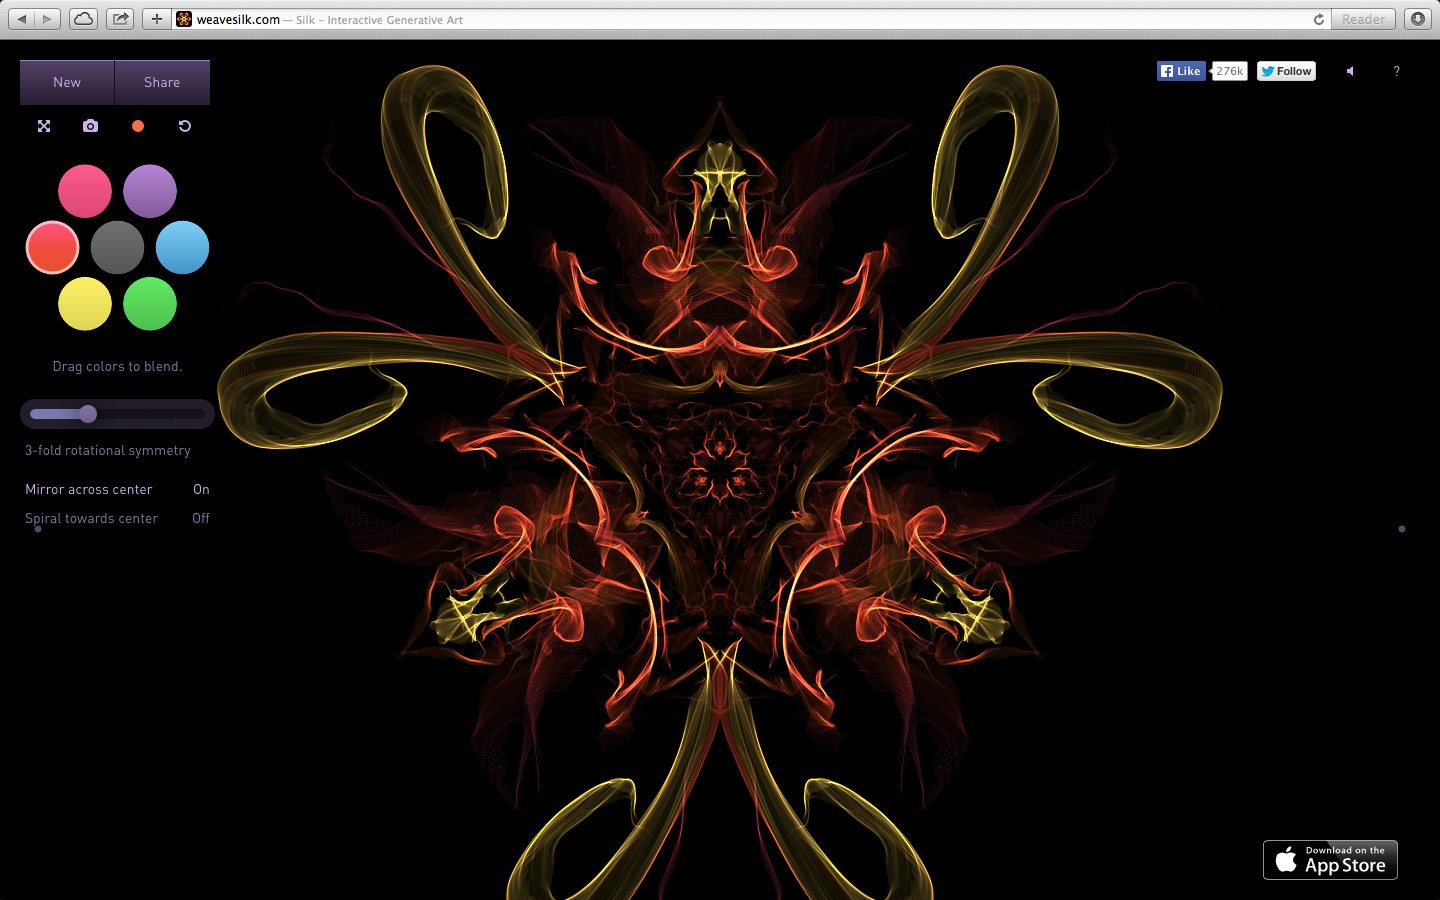 weavesilk.com — Silk – Interactive Generative Art
Reader
New
Share
Like
276k
Follow
?
Drag colors to blend.
3-fold rotational symmetry
Mirror across center On
Spiral towards center Off
Download on the
App Store